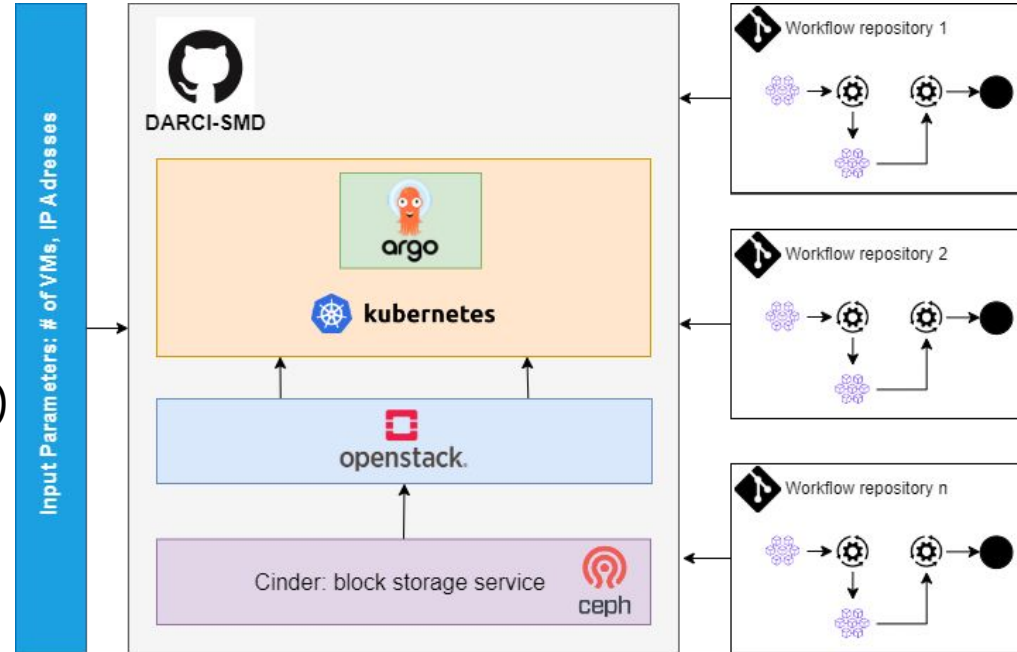 Input Parameters: # of VMs, IP Adresses
)
DARCI-SMD
argo
kubernetes
openstack.
Cinder: block storage service
ceph
Workflow repository 1
Workflow repository 2
Workflow repository n